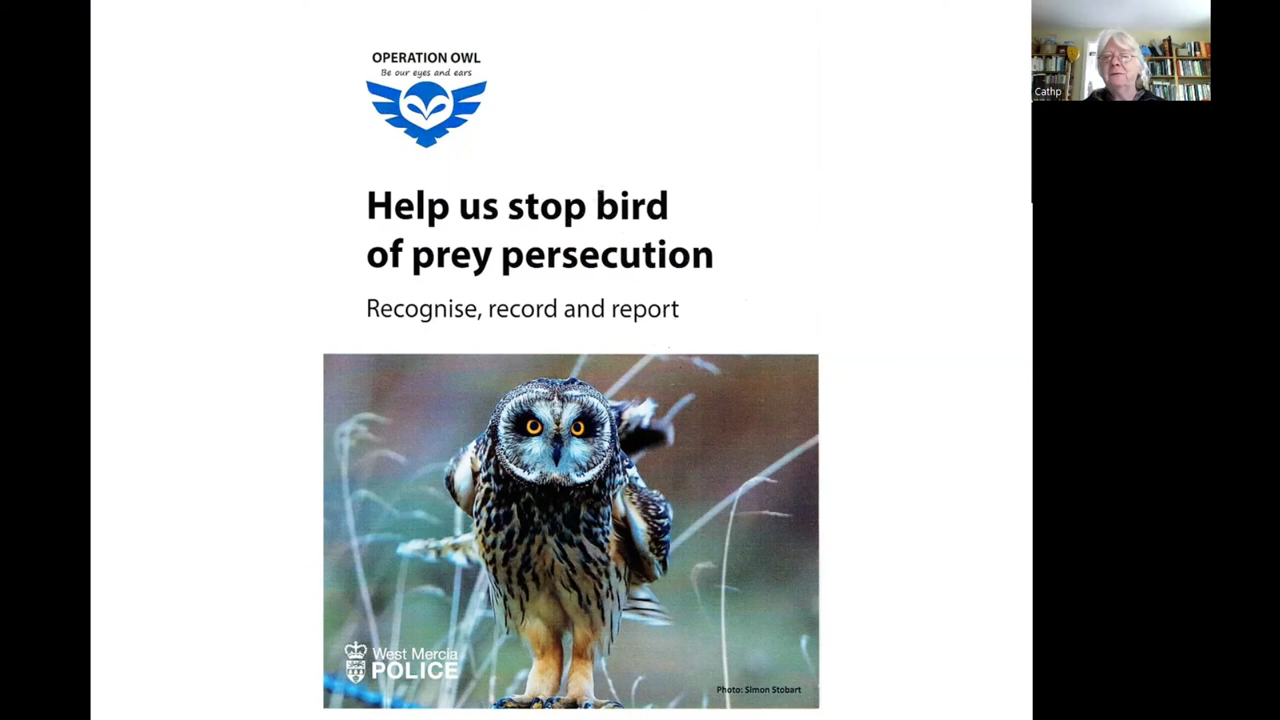 OPERATION OWL
Be our eyes and ears
Help us stop bird
of prey persecution
Recognise, record and report
West Mercia
POLICE
Photo: Simon Stobart
Cathp